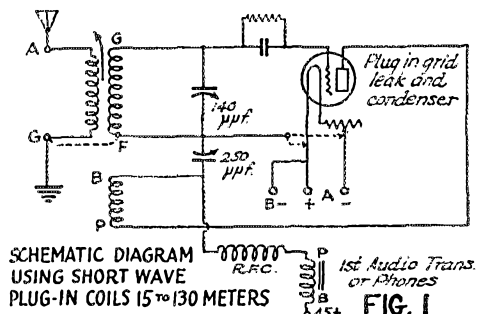 A
G
Plug in grid
leak and
condenser
140
μμf.
G
F
250
μμf.
B
B- + A -
P
SCHEMATIC DIAGRAM
USING SHORT WAVE
PLUG-IN COILS 15 TO 130 METERS
R.F.C.
P
1st Audio Trans.
or Phones
B
45+
FIG. 1